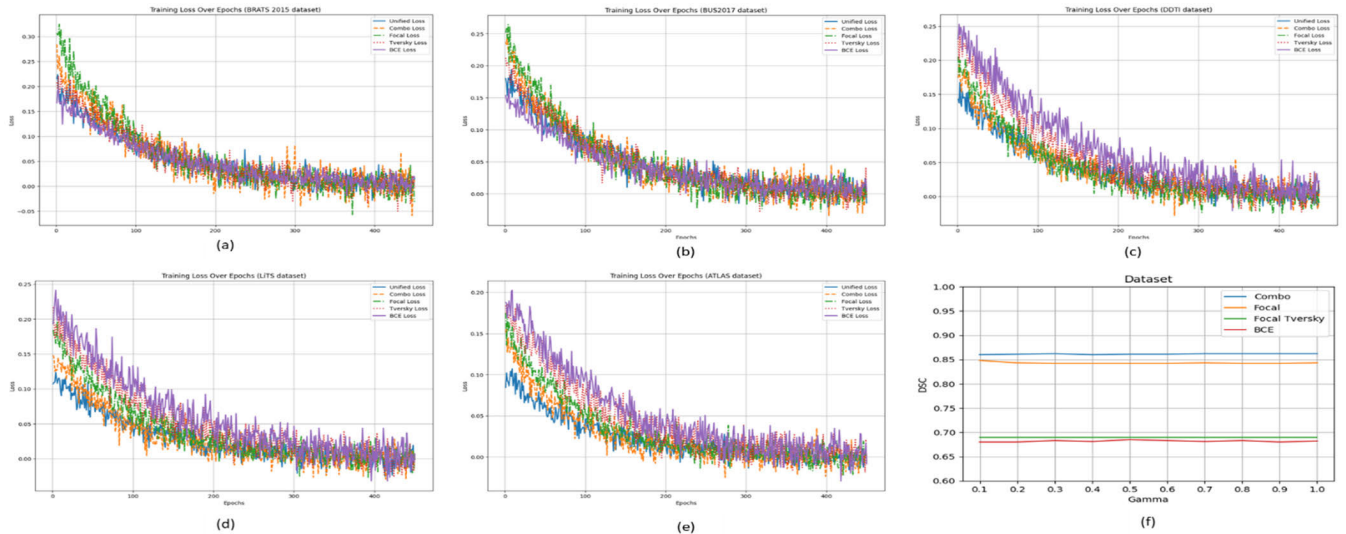 Training Loss Over Epochs (BRATS 2015 dataset)
Unified Loss
Combo Loss
Focal Loss
Tversky Loss
BCE Loss
Loss
0.30
0.25
0.20
0.15
0.10
0.05
0.00
−0.05
0
100
200
300
400
Epochs
(a)
Training Loss Over Epochs (BUS2017 dataset)
Unified Loss
Combo Loss
Focal Loss
Tversky Loss
BCE Loss
Loss
0.25
0.20
0.15
0.10
0.05
0.00
0
100
200
300
400
Epochs
(b)
Training Loss Over Epochs (DDTI dataset)
Unified Loss
Combo Loss
Focal Loss
Tversky Loss
BCE Loss
Loss
0.25
0.20
0.15
0.10
0.05
0.00
0
100
200
300
400
Epochs
(c)
Training Loss Over Epochs (LiTS dataset)
Unified Loss
Combo Loss
Focal Loss
Tversky Loss
BCE Loss
Loss
0.25
0.20
0.15
0.10
0.05
0.00
0
100
200
300
400
Epochs
(d)
Training Loss Over Epochs (ATLAS dataset)
Unified Loss
Combo Loss
Focal Loss
Tversky Loss
BCE Loss
Loss
0.20
0.15
0.10
0.05
0.00
0
100
200
300
400
Epochs
(e)
Dataset
Combo
Focal
Focal Tversky
BCE
DSC
1.00
0.95
0.90
0.85
0.80
0.75
0.70
0.65
0.60
0.1 0.2 0.3 0.4 0.5 0.6 0.7 0.8 0.9 1.0
Gamma
(f)